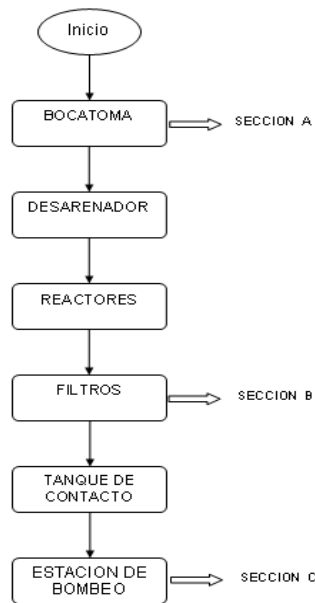 Inicio
BOCATOMA
SECCION A
DESARENADOR
REACTORES
FILTROS
SECCION B
TANQUE DE
CONTACTO
ESTACION DE
BOMBEO
SECCION C